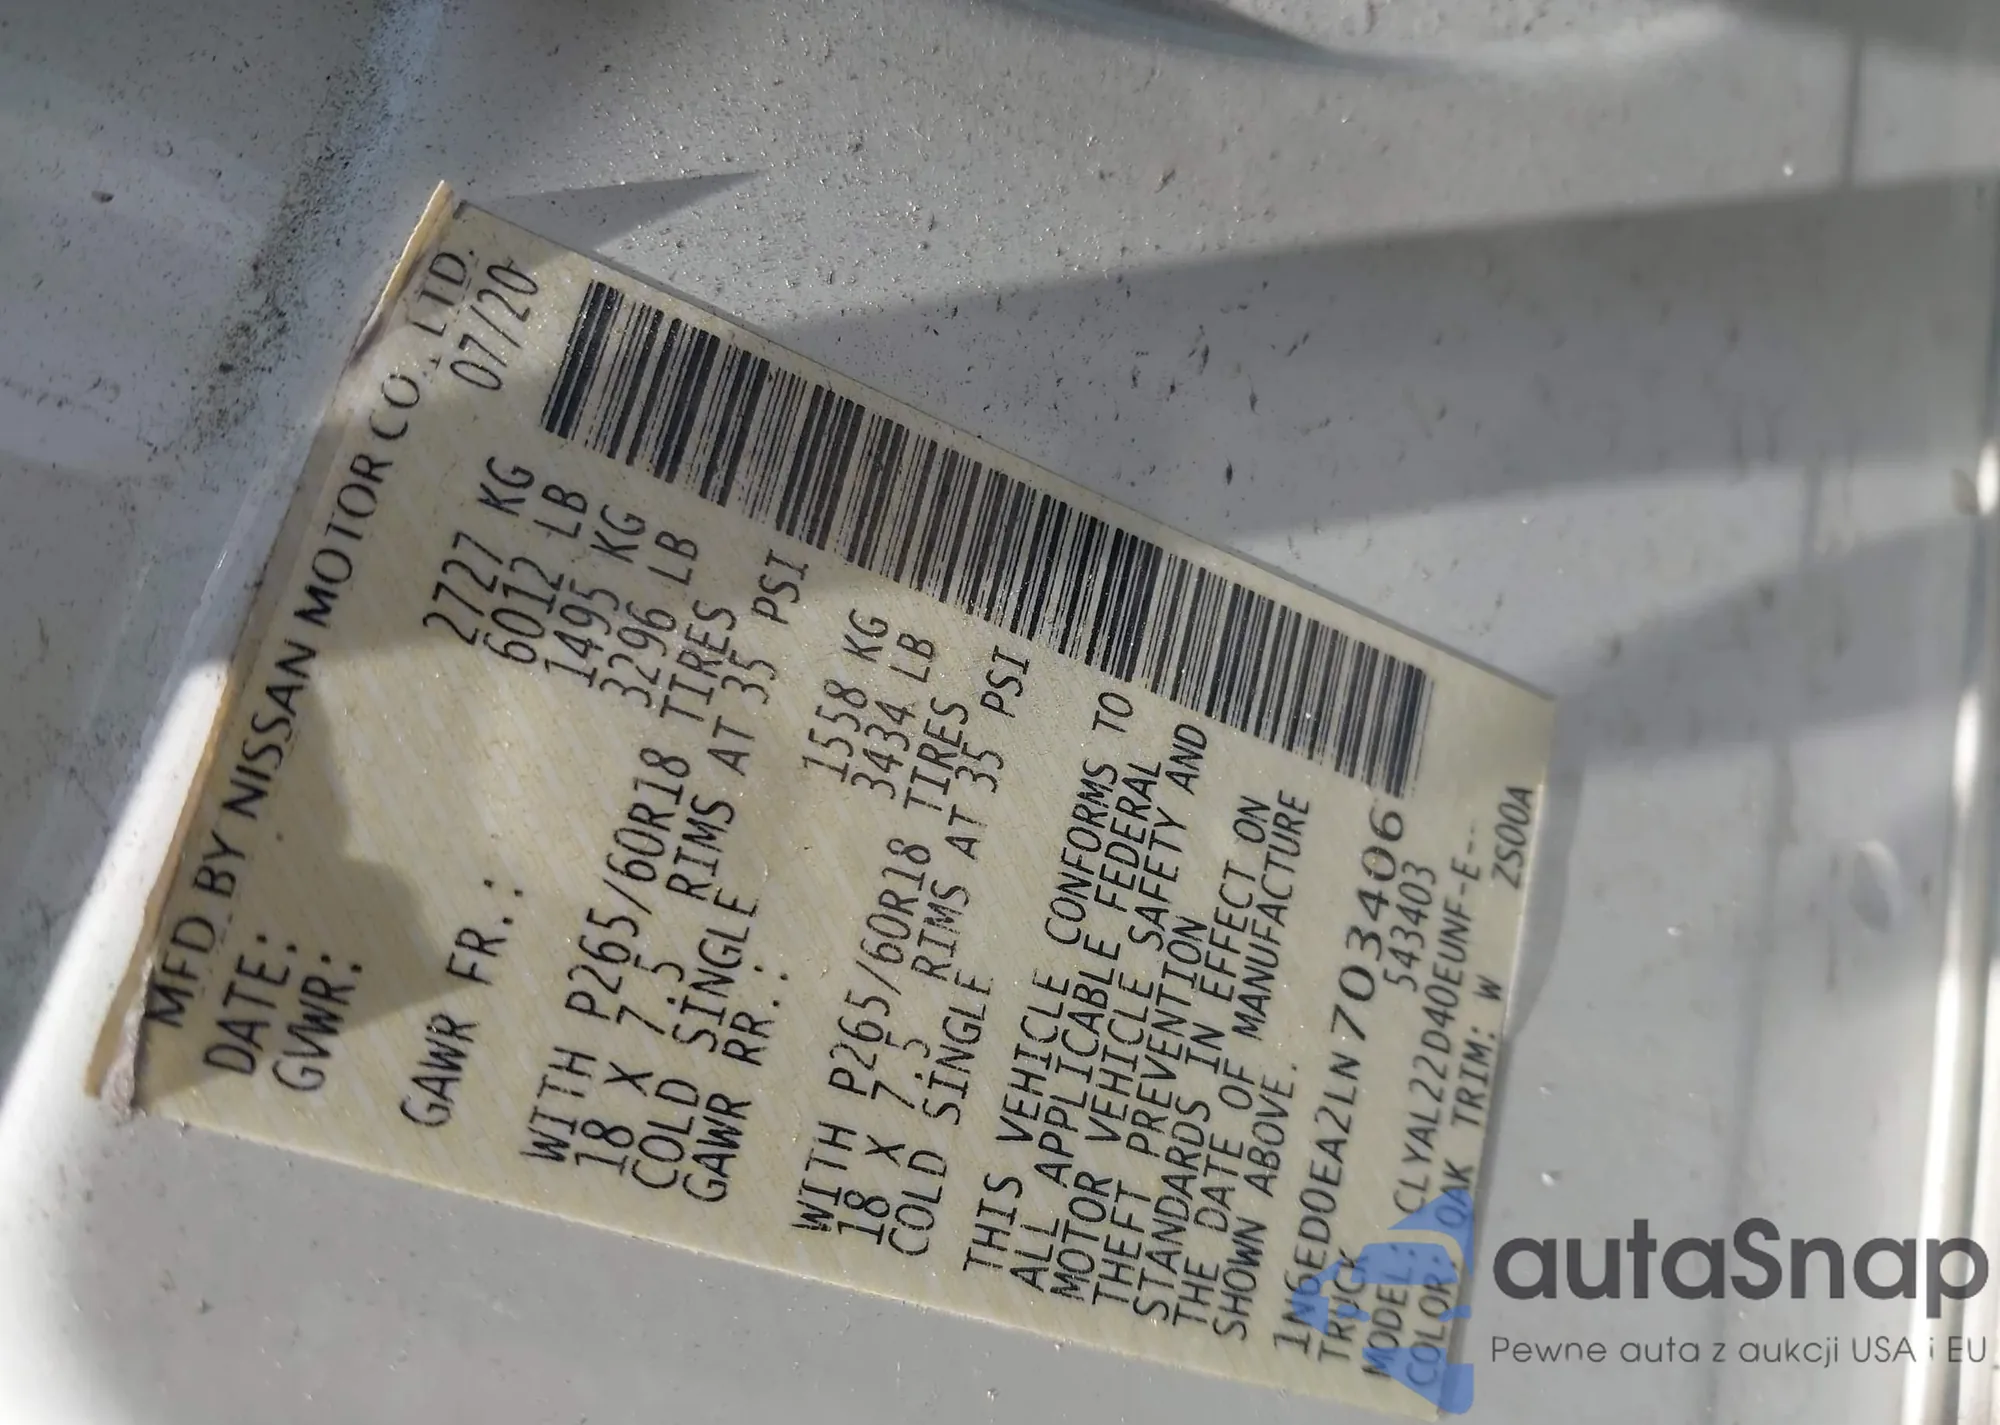 MFD BY NISSAN MOTOR CO., LTD.
DATE: 07/20
GVWR: 2727 KG
6012 LB
GAWR FR.: 1495 KG
3296 LB
WITH P265/60R18 TIRES
18 X 7.5 RIMS AT 35 PSI
COLD SINGLE
GAWR RR.: 1558 KG
3434 LB
WITH P265/60R18 TIRES
18 X 7.5 RIMS AT 35 PSI
COLD SINGLE
THIS VEHICLE CONFORMS TO
ALL APPLICABLE FEDERAL
MOTOR VEHICLE SAFETY AND
THEFT PREVENTION
STANDARDS IN EFFECT ON
THE DATE OF MANUFACTURE
SHOWN ABOVE.
1N6ED0EA2LN703406
TRUCK 543403
MODEL: CLYAL22D40EUNF-E---
COLOR: QAK TRIM: W ZS00A
autaSnap
Pewne auta z aukcji USA i EU